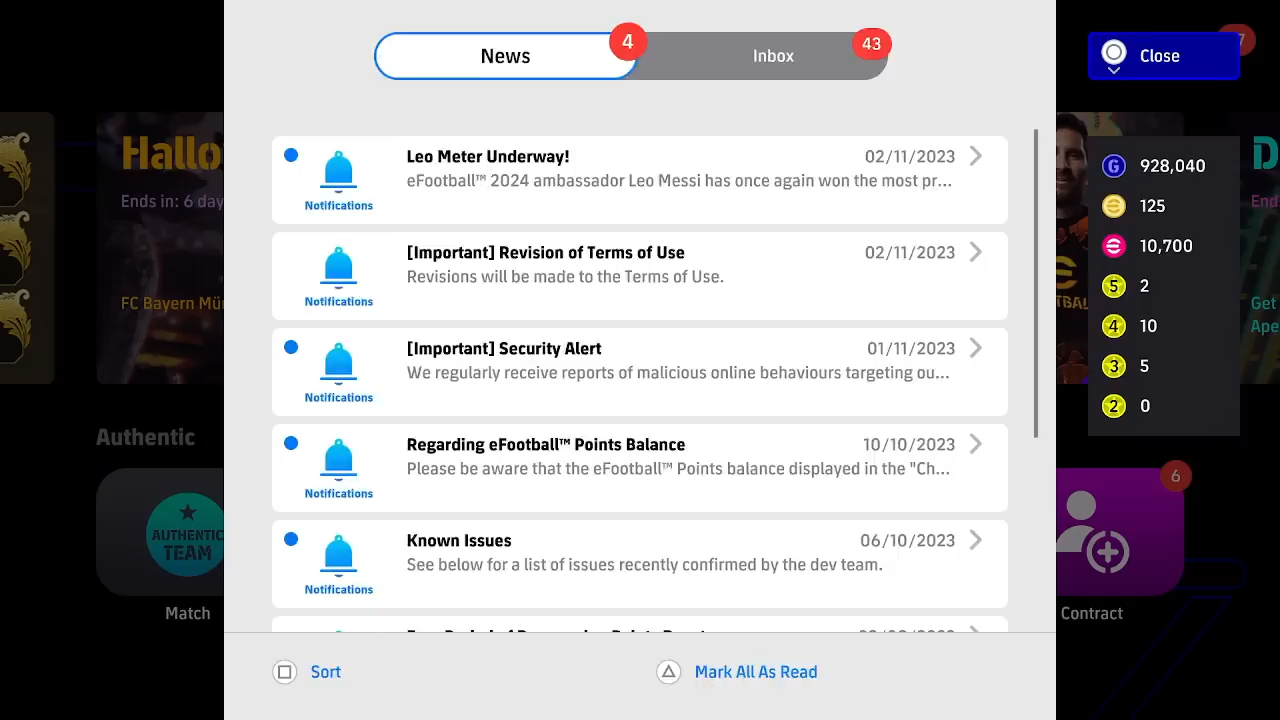 News
4
Inbox
43
7
Close
Hallo
Ends in: 6 day
FC Bayern Mü
Authentic
AUTHENTIC
TEAM
Match
Leo Meter Underway!
02/11/2023
eFootball™ 2024 ambassador Leo Messi has once again won the most pr...
Notifications
[Important] Revision of Terms of Use
02/11/2023
Revisions will be made to the Terms of Use.
Notifications
[Important] Security Alert
01/11/2023
We regularly receive reports of malicious online behaviours targeting ou...
Notifications
Regarding eFootball™ Points Balance
10/10/2023
Please be aware that the eFootball™ Points balance displayed in the "Ch...
Notifications
Known Issues
06/10/2023
See below for a list of issues recently confirmed by the dev team.
Notifications
Sort
Mark All As Read
928,040
125
10,700
5 2
4 10
3 5
2 0
D
End
Get
Ape
6
Contract